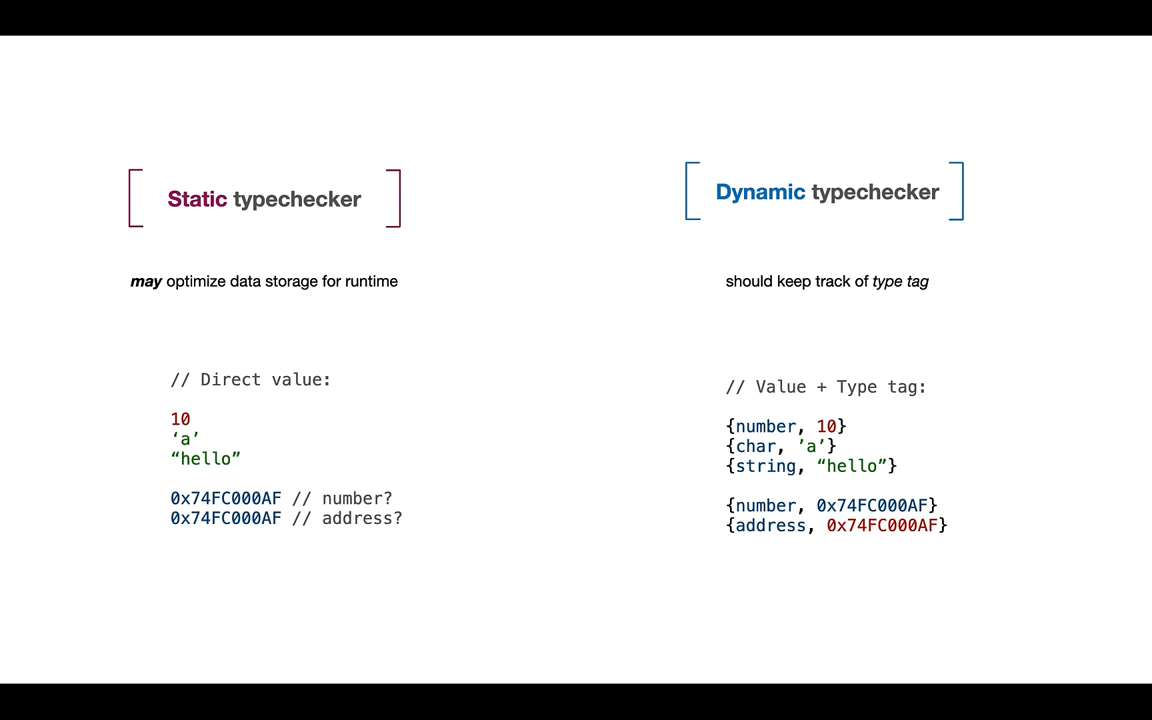 Static typechecker
may optimize data storage for runtime
// Direct value:
10
‘a’
“hello”
0x74FC000AF // number?
0x74FC000AF // address?
Dynamic typechecker
should keep track of type tag
// Value + Type tag:
{number, 10}
{char, ’a’}
{string, “hello”}
{number, 0x74FC000AF}
{address, 0x74FC000AF}